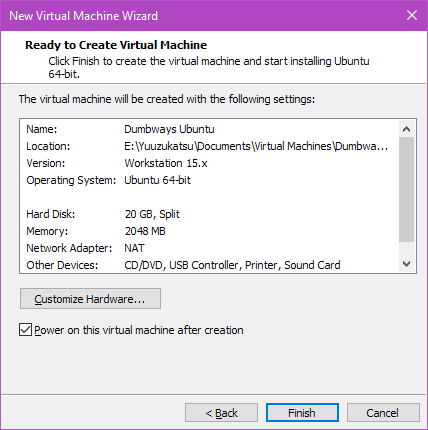 New Virtual Machine Wizard
Ready to Create Virtual Machine
Click Finish to create the virtual machine and start installing Ubuntu
64-bit.
The virtual machine will be created with the following settings:
Name: Dumbways Ubuntu
Location: E:\Yuuzukatsu\Documents\Virtual Machines\Dumbwa...
Version: Workstation 15.x
Operating System: Ubuntu 64-bit
Hard Disk: 20 GB, Split
Memory: 2048 MB
Network Adapter: NAT
Other Devices: CD/DVD, USB Controller, Printer, Sound Card
Customize Hardware...
Power on this virtual machine after creation
< Back Finish Cancel